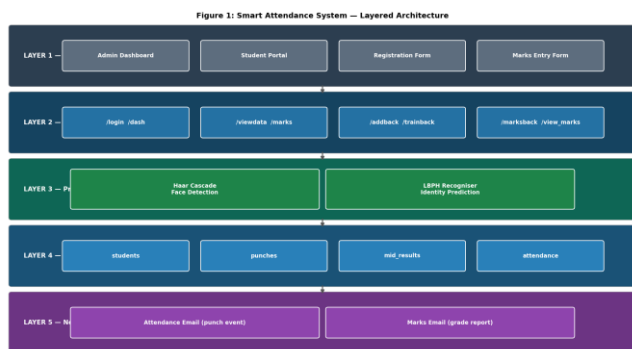 Figure 1: Smart Attendance System — Layered Architecture
LAYER 1 —
Admin Dashboard
Student Portal
Registration Form
Marks Entry Form
LAYER 2 —
/login /dash
/viewdata /marks
/addback /trainback
/marksback /view_marks
LAYER 3 — Pr
Haar Cascade
Face Detection
LBPH Recogniser
Identity Prediction
LAYER 4 —
students
punches
mid_results
attendance
LAYER 5 — No
Attendance Email (punch event)
Marks Email (grade report)